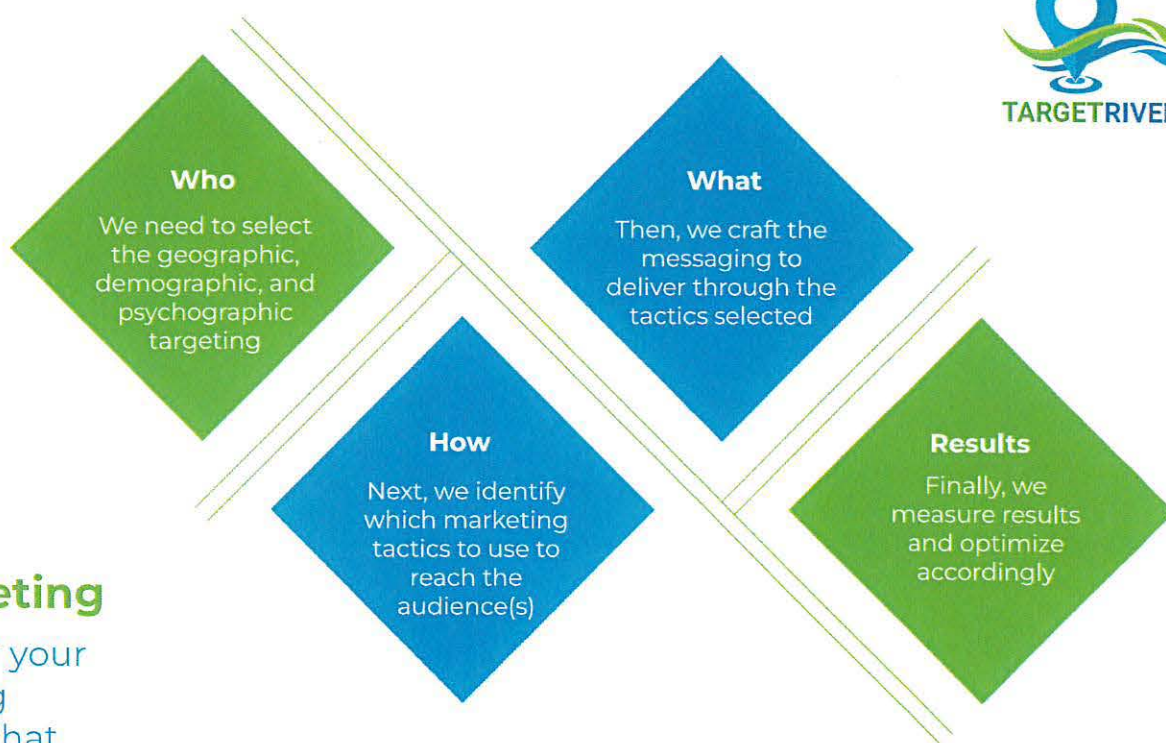 TARGETRIVE
Who
We need to select
the geographic,
demographic, and
psychographic
targeting
What
Then, we craft the
messaging to
deliver through the
tactics selected
How
Next, we identify
which marketing
tactics to use to
reach the
audience(s)
Results
Finally, we
measure results
and optimize
accordingly
eting
your